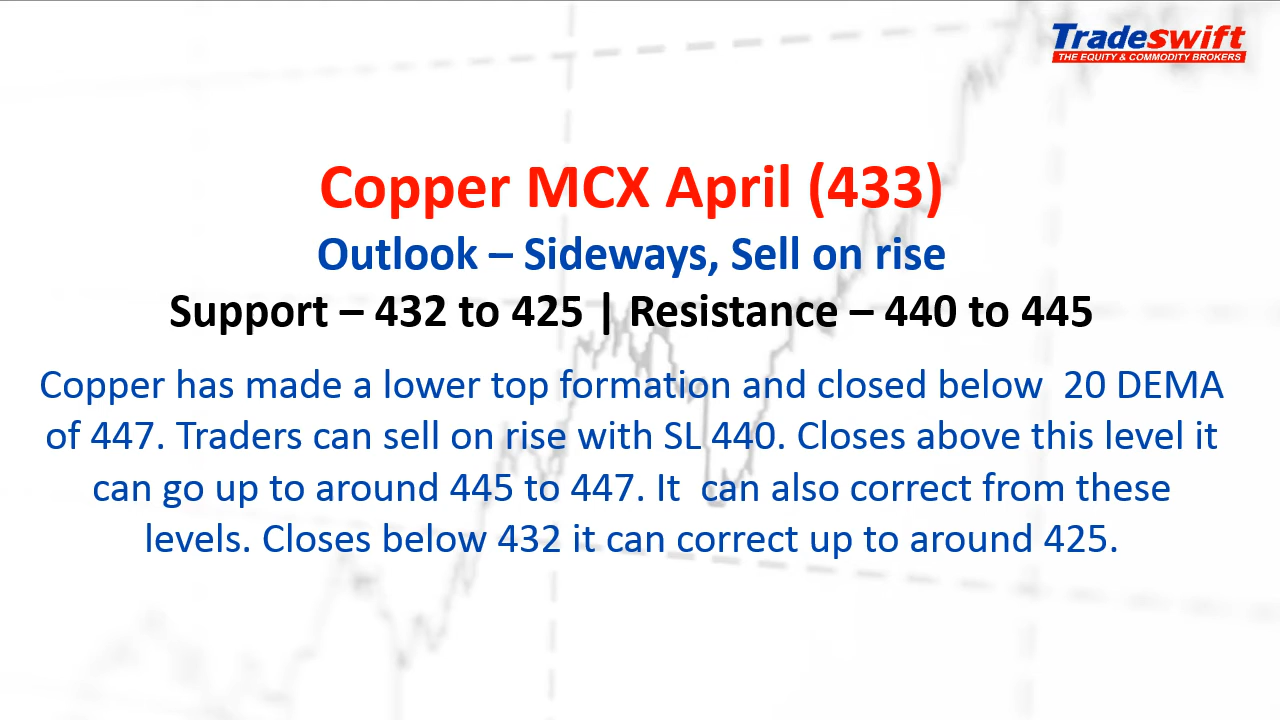 Tradeswift
THE EQUITY & COMMODITY BROKERS
Copper MCX April (433)
Outlook – Sideways, Sell on rise
Support – 432 to 425 | Resistance – 440 to 445
Copper has made a lower top formation and closed below  20 DEMA
of 447. Traders can sell on rise with SL 440. Closes above this level it
can go up to around 445 to 447. It  can also correct from these
levels. Closes below 432 it can correct up to around 425.